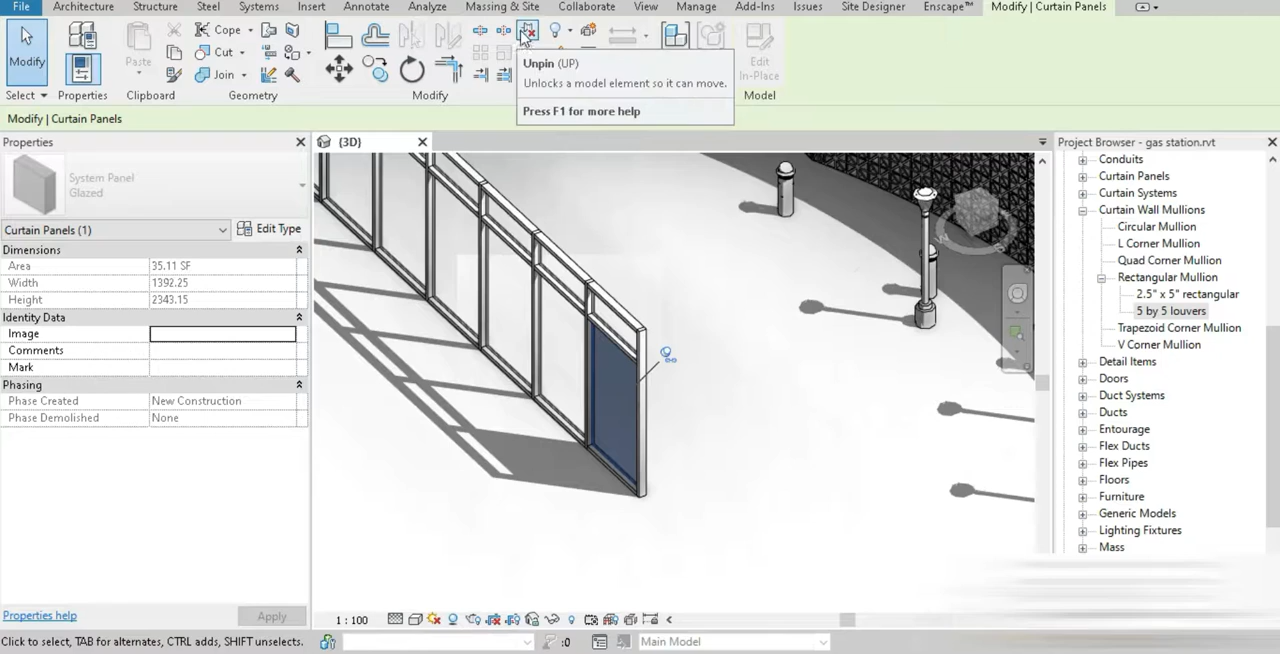 File Architecture Structure Steel Systems Insert Annotate Analyze Massing & Site Collaborate View Manage Add-Ins Issues Site Designer Enscape™ Modify | Curtain Panels
Modify
Paste
Cope
Cut
Join
Edit
In-Place
Select Properties Clipboard Geometry Modify Model
Unpin (UP)
Unlocks a model element so it can move.
Press F1 for more help
Modify | Curtain Panels
Properties
{3D}
Project Browser - gas station.rvt
System Panel
Glazed
Curtain Panels (1)
Edit Type
Dimensions
Area 35.11 SF
Width 1392.25
Height 2343.15
Identity Data
Image
Comments
Mark
Phasing
Phase Created New Construction
Phase Demolished None
Properties help
Apply
Conduits
Curtain Panels
Curtain Systems
Curtain Wall Mullions
Circular Mullion
L Corner Mullion
Quad Corner Mullion
Rectangular Mullion
2.5" x 5" rectangular
5 by 5 louvers
Trapezoid Corner Mullion
V Corner Mullion
Detail Items
Doors
Duct Systems
Ducts
Entourage
Flex Ducts
Flex Pipes
Floors
Furniture
Generic Models
Lighting Fixtures
Mass
1 : 100
Click to select, TAB for alternates, CTRL adds, SHIFT unselects.
:0
Main Model